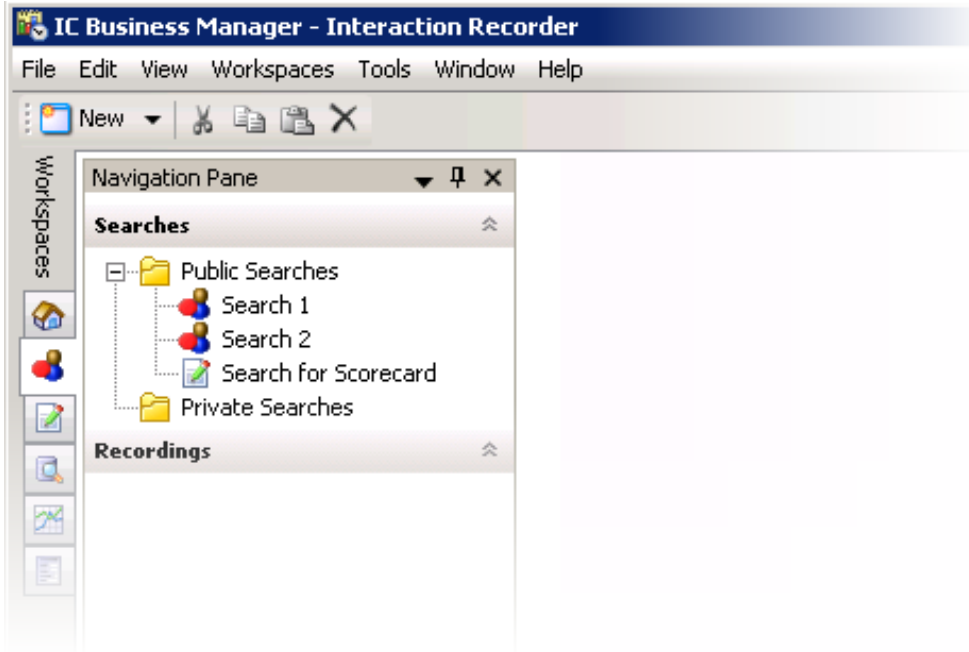 IC Business Manager - Interaction Recorder
File Edit View Workspaces Tools Window Help
New
Workspaces
Navigation Pane
Searches
Public Searches
Search 1
Search 2
Search for Scorecard
Private Searches
Recordings